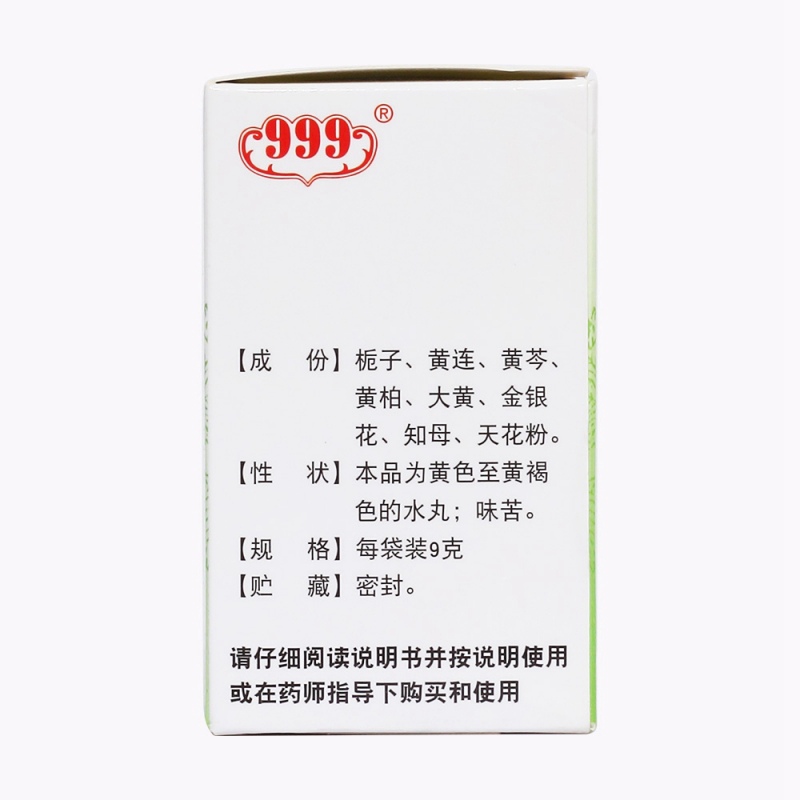 999®
【成 份】栀子、黄连、黄芩、
黄柏、大黄、金银
花、知母、天花粉。
【性 状】本品为黄色至黄褐
色的水丸；味苦。
【规 格】每袋装9克
【贮 藏】密封。
请仔细阅读说明书并按说明使用
或在药师指导下购买和使用